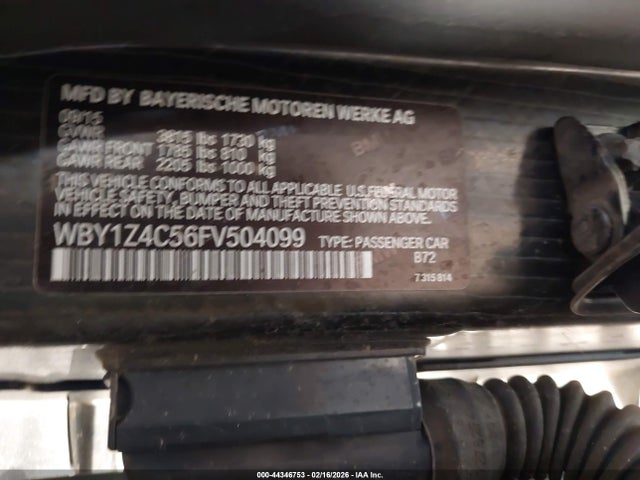 MFD BY BAYERISCHE MOTOREN WERKE AG
09/15
GVWR 3815 lbs 1730 kg
GAWR FRONT 1786 lbs 810 kg
GAWR REAR 2205 lbs 1000 kg
THIS VEHICLE CONFORMS TO ALL APPLICABLE U.S. FEDERAL MOTOR
VEHICLE SAFETY, BUMPER, AND THEFT PREVENTION STANDARDS
IN EFFECT ON THE DATE OF MANUFACTURE SHOWN ABOVE.
WBY1Z4C56FV504099 TYPE: PASSENGER CAR
B72
7 315 814
000-44346753 - 02/16/2026 - IAA Inc.